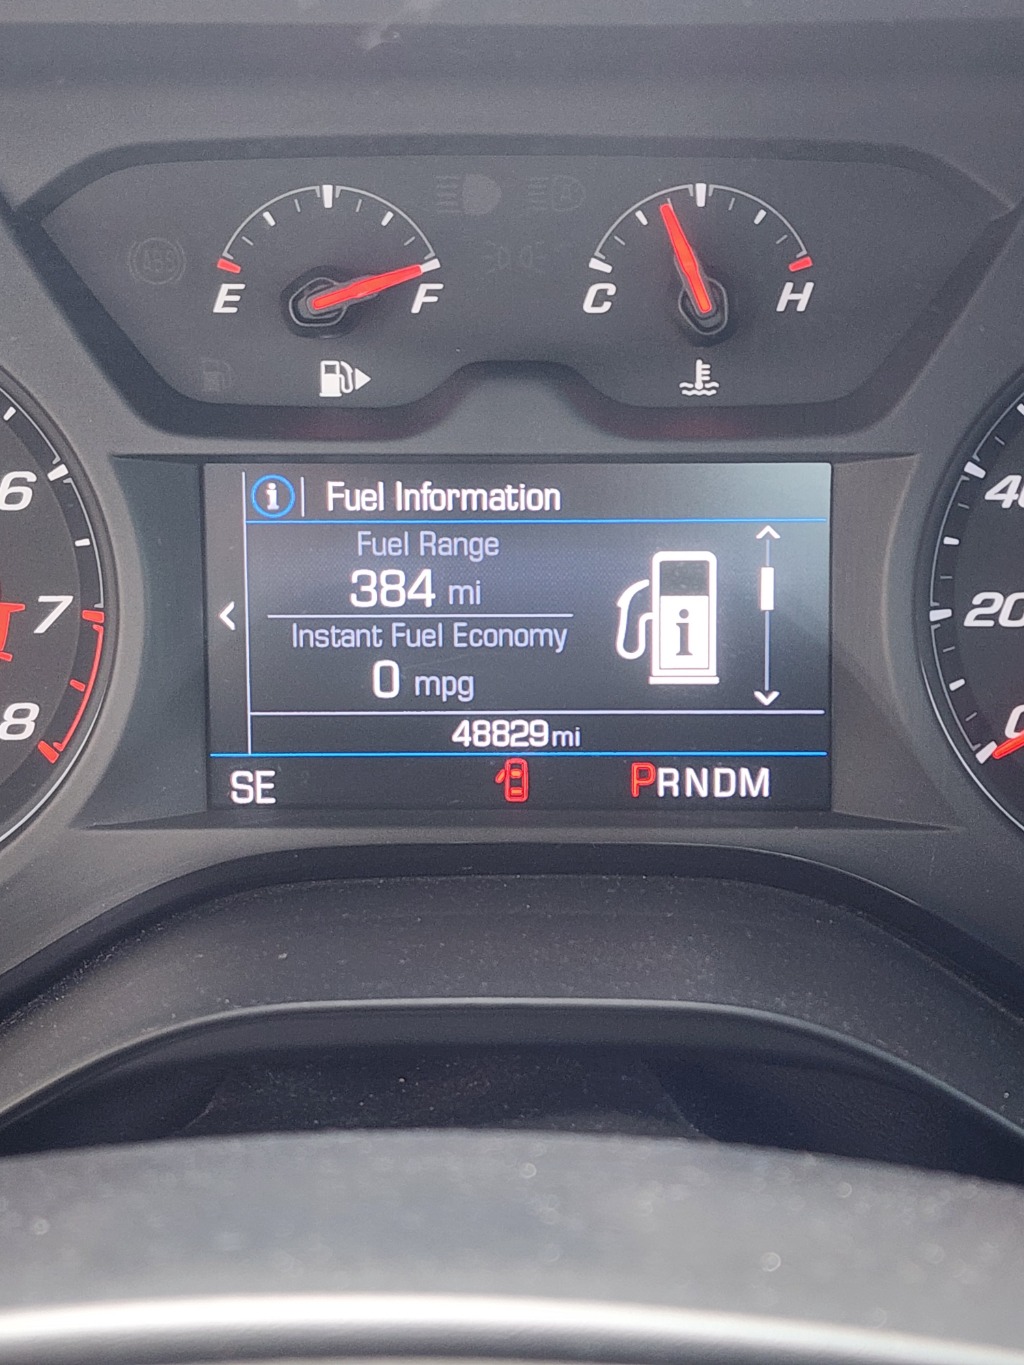 E F C H
i Fuel Information
Fuel Range
384 mi
Instant Fuel Economy
0 mpg
i
48829mi
SE PRNDM
6
7
8
20